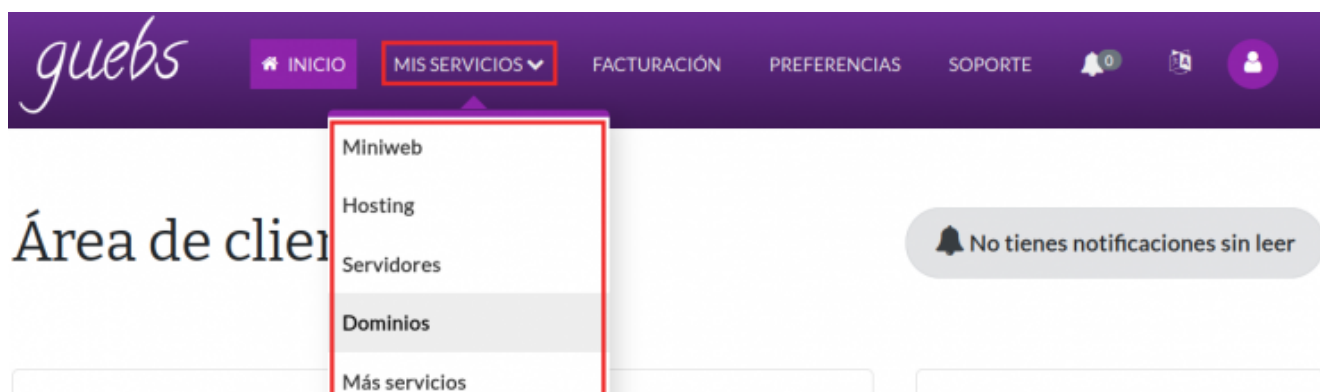 guebs
INICIO
MIS SERVICIOS
FACTURACIÓN
PREFERENCIAS
SOPORTE
0
Miniweb
Hosting
Servidores
Dominios
Más servicios
Área de clien
No tienes notificaciones sin leer